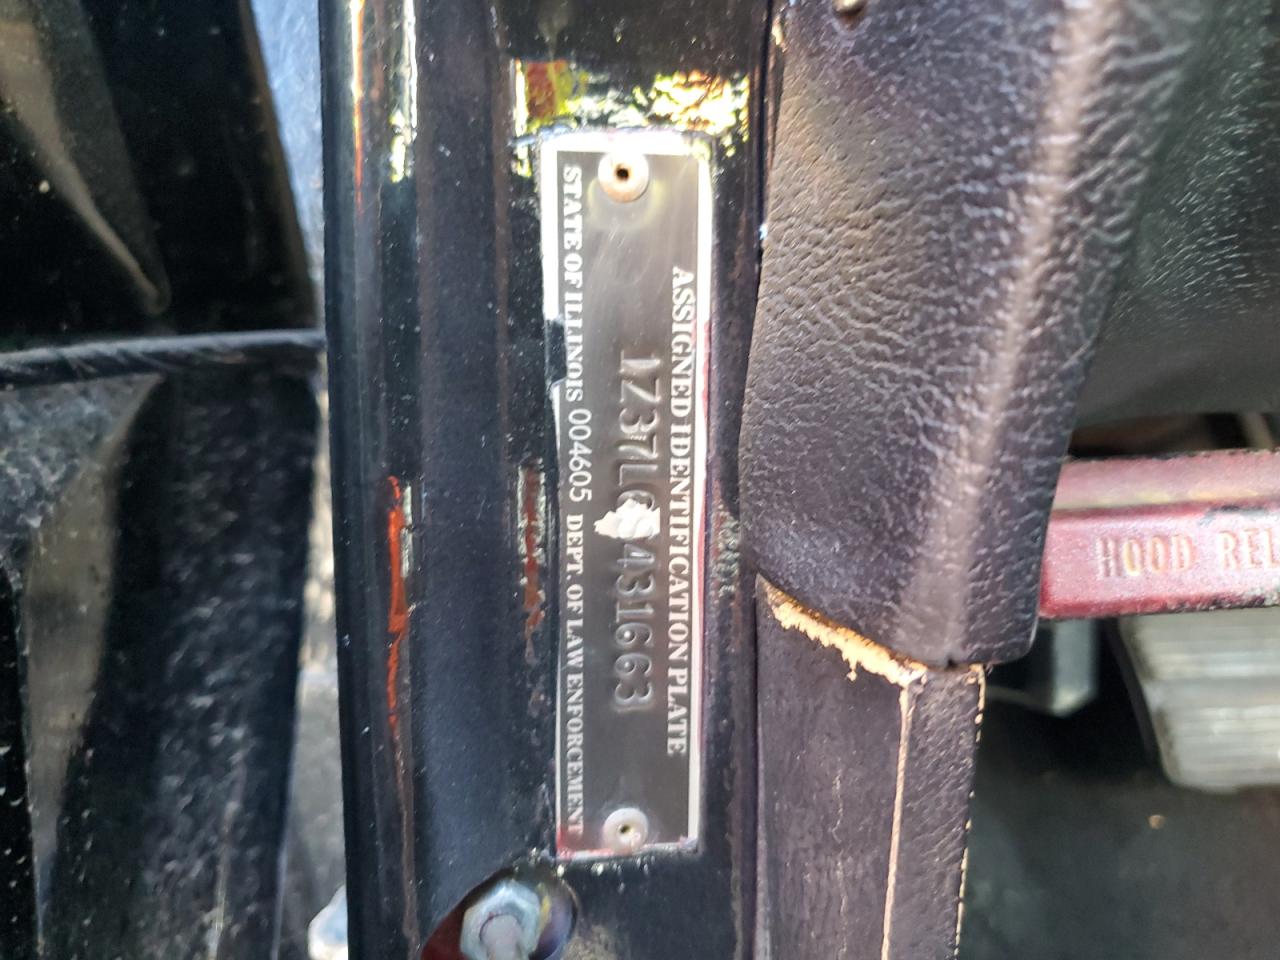 ASSIGNED IDENTIFICATION PLATE
1Z37L 431663
STATE OF ILLINOIS 004605 DEPT. OF LAW ENFORCEMENT
HOOD REL